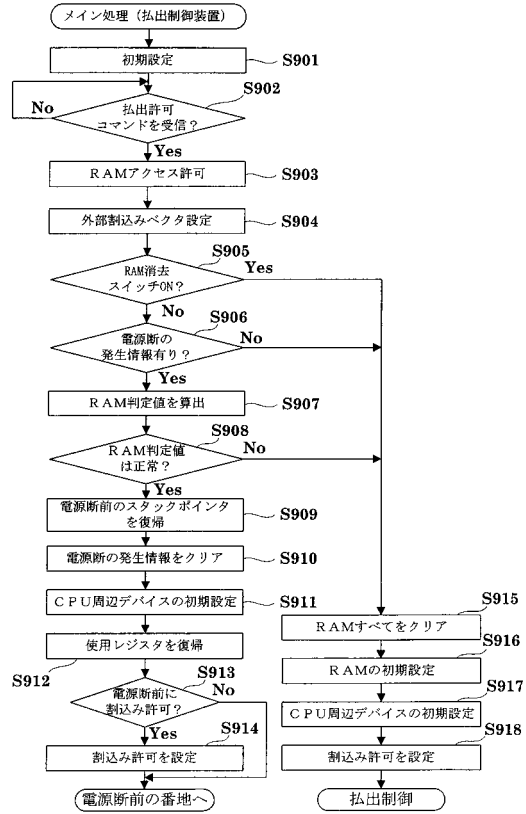 メイン処理（払出制御装置）
初期設定
S901
S902
No
払出許可
コマンドを受信？
Yes
ＲＡＭアクセス許可
S903
外部割込みベクタ設定
S904
S905
RAM消去
スイッチON？
Yes
No
S906
電源断の
発生情報有り？
No
Yes
ＲＡＭ判定値を算出
S907
S908
ＲＡＭ判定値
は正常？
No
Yes
電源断前のスタックポインタ
を復帰
S909
電源断の発生情報をクリア
S910
ＣＰＵ周辺デバイスの初期設定
S911
使用レジスタを復帰
S912
S913
電源断前に
割込み許可？
No
Yes
S914
割込み許可を設定
電源断前の番地へ
S915
ＲＡＭすべてをクリア
S916
ＲＡＭの初期設定
S917
ＣＰＵ周辺デバイスの初期設定
S918
割込み許可を設定
払出制御